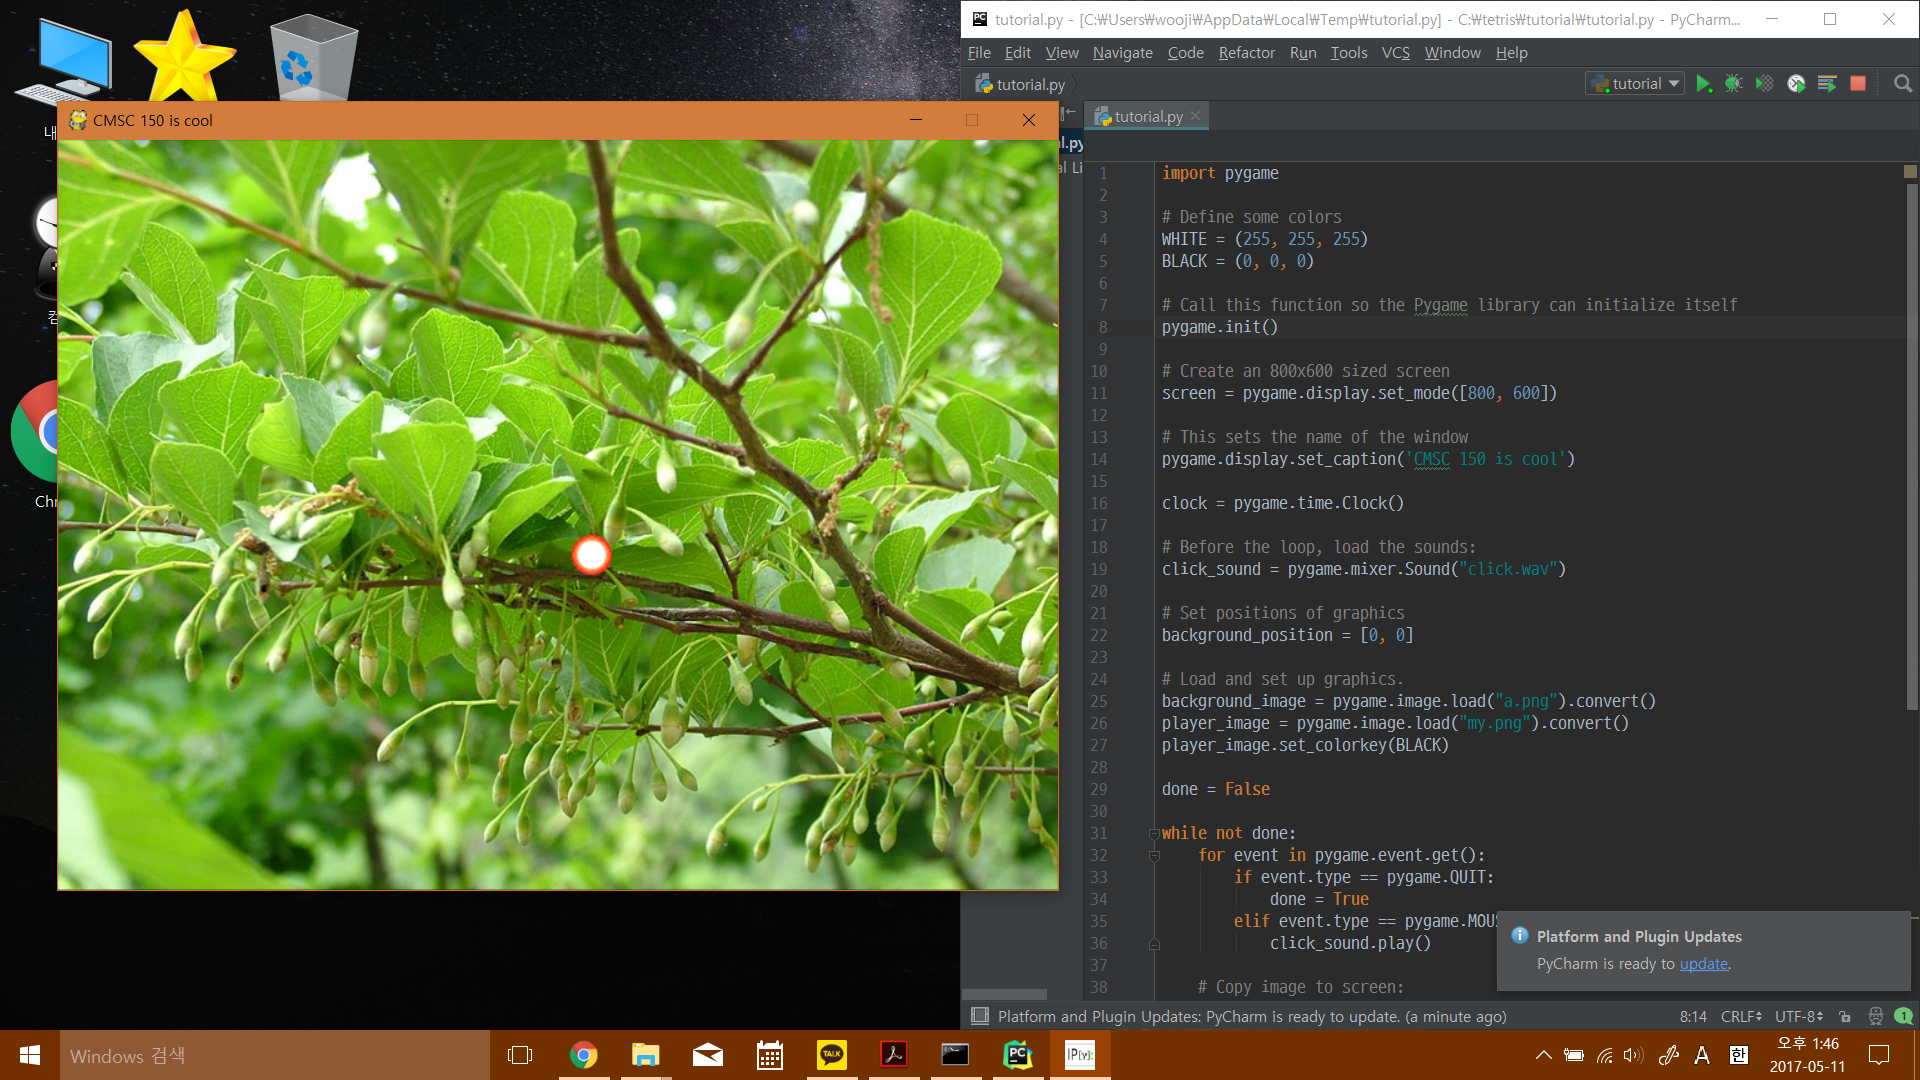 tutorial.py - [C:₩Users₩wooji₩AppData₩Local₩Temp₩tutorial.py] - C:₩tetris₩tutorial₩tutorial.py - PyCharm...
File Edit View Navigate Code Refactor Run Tools VCS Window Help
tutorial.py
tutorial
CMSC 150 is cool
tutorial.py
1 import pygame
2
3 # Define some colors
4 WHITE = (255, 255, 255)
5 BLACK = (0, 0, 0)
6
7 # Call this function so the Pygame library can initialize itself
8 pygame.init()
9
10 # Create an 800x600 sized screen
11 screen = pygame.display.set_mode([800, 600])
12
13 # This sets the name of the window
14 pygame.display.set_caption('CMSC 150 is cool')
15
16 clock = pygame.time.Clock()
17
18 # Before the loop, load the sounds:
19 click_sound = pygame.mixer.Sound("click.wav")
20
21 # Set positions of graphics
22 background_position = [0, 0]
23
24 # Load and set up graphics.
25 background_image = pygame.image.load("a.png").convert()
26 player_image = pygame.image.load("my.png").convert()
27 player_image.set_colorkey(BLACK)
28
29 done = False
30
31 while not done:
32 for event in pygame.event.get():
33 if event.type == pygame.QUIT:
34 done = True
35 elif event.type == pygame.MOUS
36 click_sound.play()
37
38 # Copy image to screen:
Platform and Plugin Updates
PyCharm is ready to update.
Platform and Plugin Updates: PyCharm is ready to update. (a minute ago)
8:14 CRLF UTF-8 1
Windows 검색
TALK
PC
IP[y]:
A 한
오후 1:46
2017-05-11